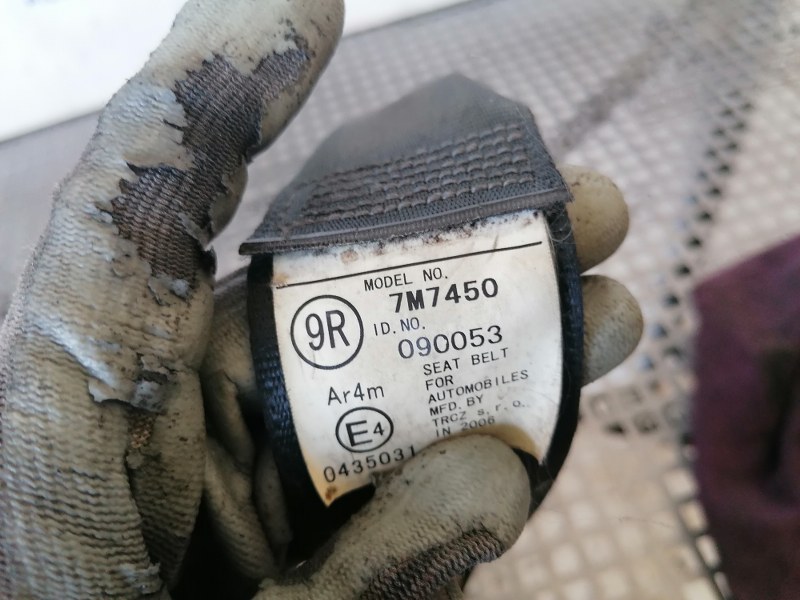 MODEL NO.
7M7450
9R
ID.NO.
090053
Ar4m
SEAT BELT
FOR
AUTOMOBILES
MFD. BY
TRCZ s.r.o.
IN 2006
E4
0435031